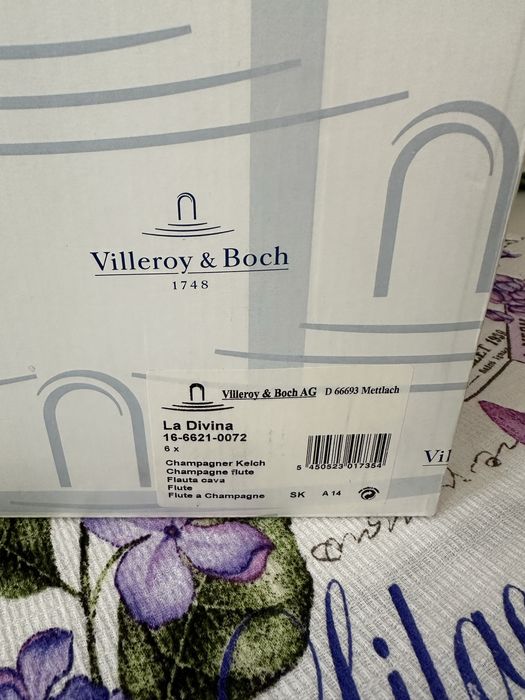 Villeroy & Boch
1748
Villeroy & Boch AG D 66693 Mettlach
La Divina
16-6621-0072
6 x
Champagner Kelch
Champagne flute
Flauta cava
Flute
Flute a Champagne
5 450523 017354
SK A 14
Vil